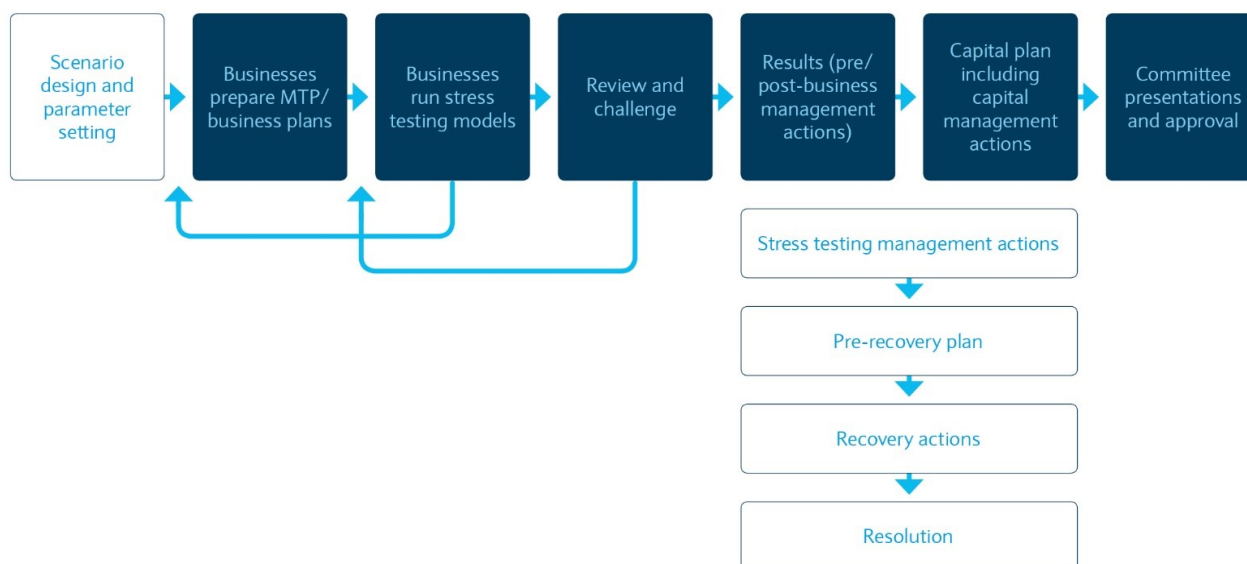 Scenario
design and
parameter
setting
Businesses
prepare MTP/
business plans
Businesses
run stress
testing models
Review and
challenge
Results (pre/
post-business
management
actions)
Capital plan
including
capital
management
actions
Committee
presentations
and approval
Stress testing management actions
Pre-recovery plan
Recovery actions
Resolution